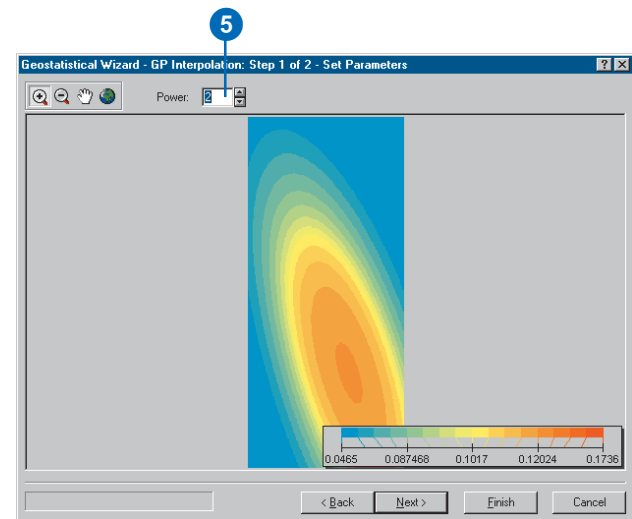 5
Geostatistical Wizard - GP Interpolation: Step 1 of 2 - Set Parameters
Power: 2
0.0465 0.087468 0.1017 0.12024 0.1736
< Back Next > Finish Cancel